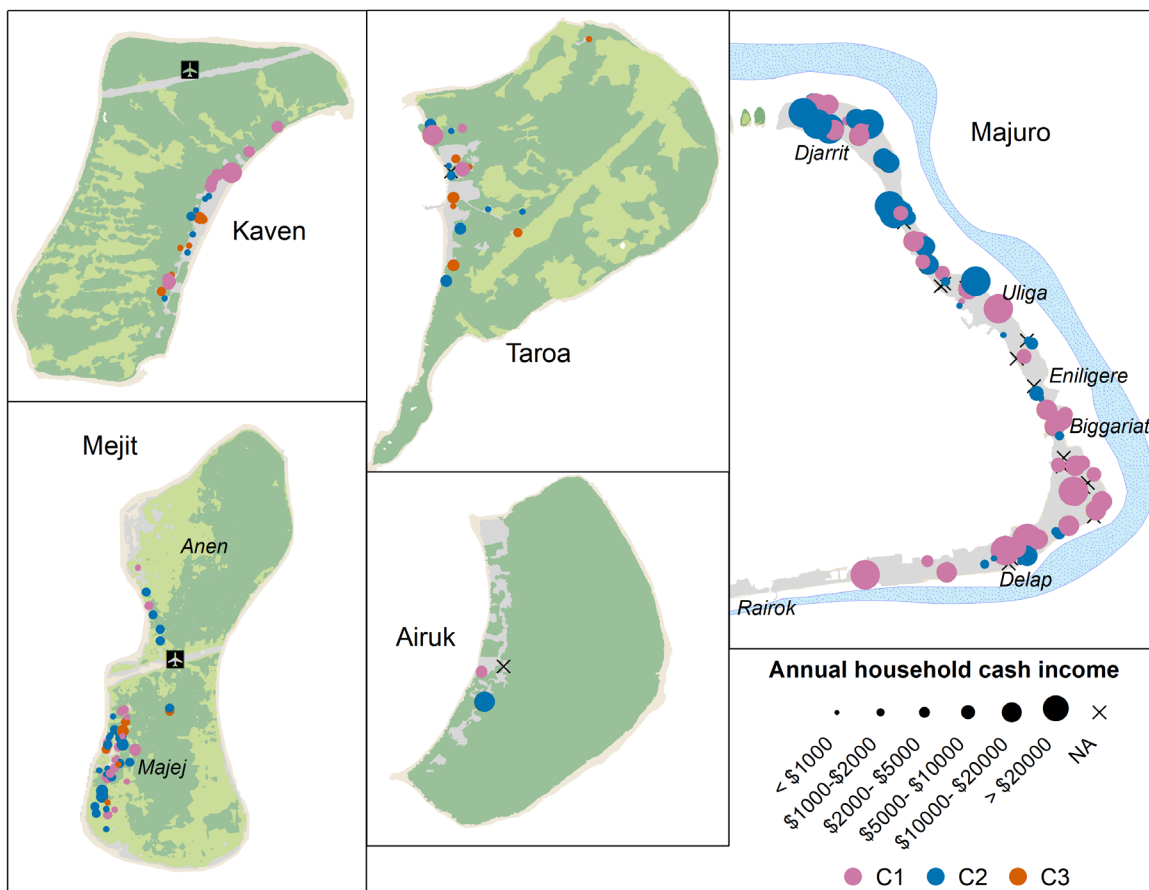 Kaven
Taroa
Majuro
Djarrit
Uliga
Eniligere
Biggariat
Delap
Rairok
Mejit
Anen
Majej
Airuk
Annual household cash income
< $1000
$1000-$2000
$2000- $5000
$5000- $10000
$10000- $20000
> $20000
NA
C1 C2 C3